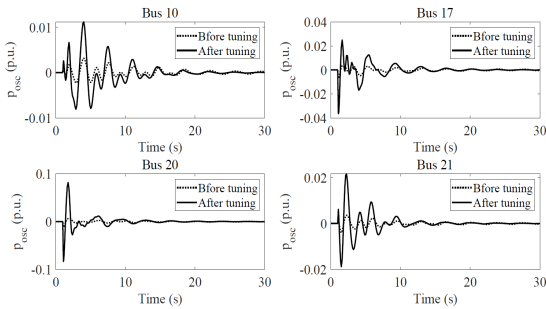 Bus 10
0.01
0
-0.01
p_osc (p.u.)
Bfore tuning
After tuning
0 10 20 30
Time (s)
Bus 17
0.04
0.02
0
-0.02
-0.04
p_osc (p.u.)
Bfore tuning
After tuning
0 10 20 30
Time (s)
Bus 20
0.1
0
-0.1
p_osc (p.u.)
Bfore tuning
After tuning
0 10 20 30
Time (s)
Bus 21
0.02
0
-0.02
p_osc (p.u.)
Bfore tuning
After tuning
0 10 20 30
Time (s)